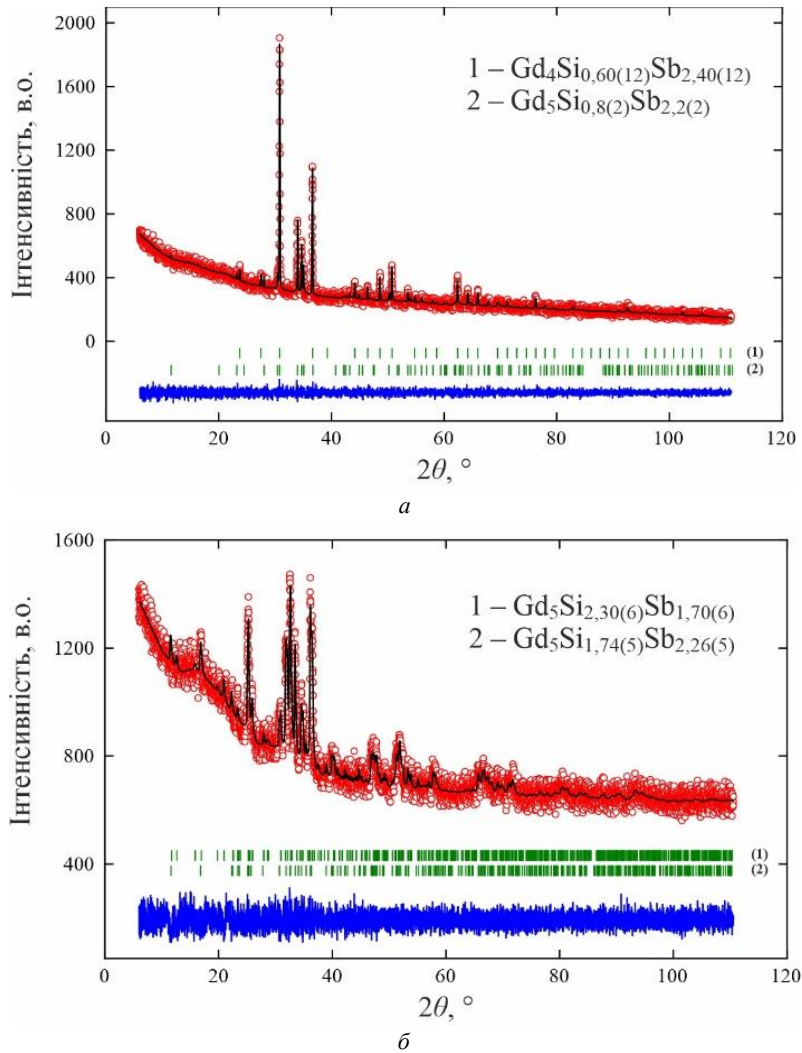 2000
1600
1200
800
400
0
Інтенсивність, в.о.
1 – Gd₄Si₀,₆₀₍₁₂₎Sb₂,₄₀₍₁₂₎
2 – Gd₅Si₀,₈₍₂₎Sb₂,₂₍₂₎
(1)
(2)
0 20 40 60 80 100 120
2θ, °
а
1600
1200
800
400
Інтенсивність, в.о.
1 – Gd₅Si₂,₃₀₍₆₎Sb₁,₇₀₍₆₎
2 – Gd₅Si₁,₇₄₍₅₎Sb₂,₂₆₍₅₎
(1)
(2)
0 20 40 60 80 100 120
2θ, °
б